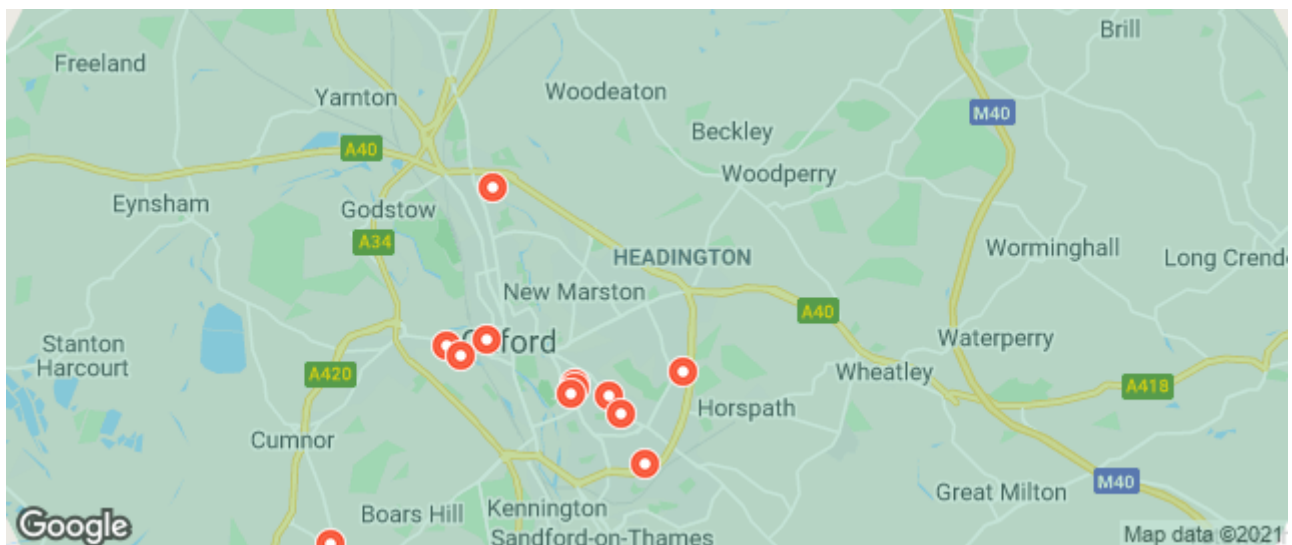 Brill
Freeland
Woodeaton
Yarnton
M40
Beckley
A40
Woodperry
Eynsham
Godstow
A34
Worminghall
HEADINGTON
Long Crend
New Marston
A40
Stanton
Harcourt
ford
Waterperry
A420
Wheatley
A418
Horspath
Cumnor
M40
Great Milton
Boars Hill
Kennington
Google
Sandford-on-Thames
Map data ©2021